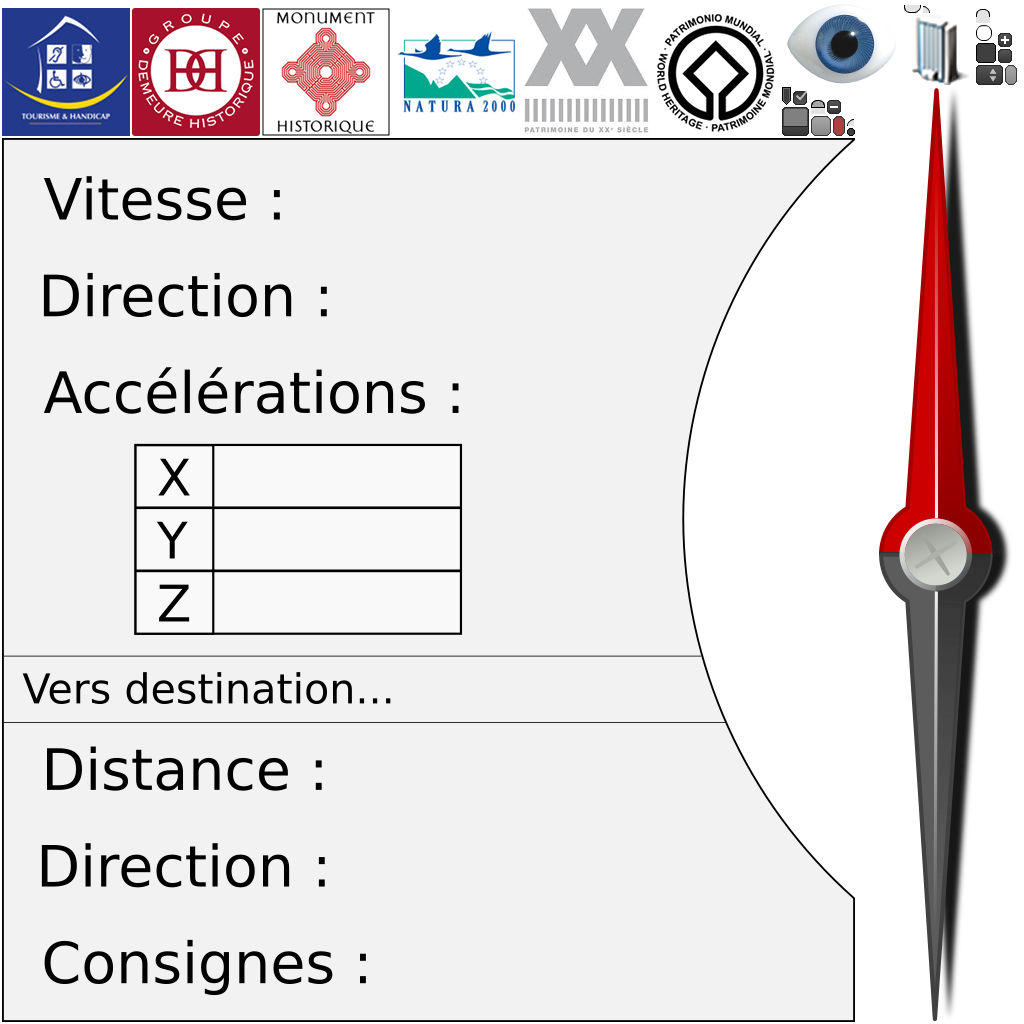 TOURISME & HANDICAP
GROUPE
DEMEURE HISTORIQUE
DH
MONUMENT
HISTORIQUE
NATURA 2000
XX
PATRIMOINE DU XXᵉ SIÈCLE
PATRIMONIO MUNDIAL
WORLD HERITAGE · PATRIMOINE MONDIAL
Vitesse :
Direction :
Accélérations :
X
Y
Z
Vers destination...
Distance :
Direction :
Consignes :